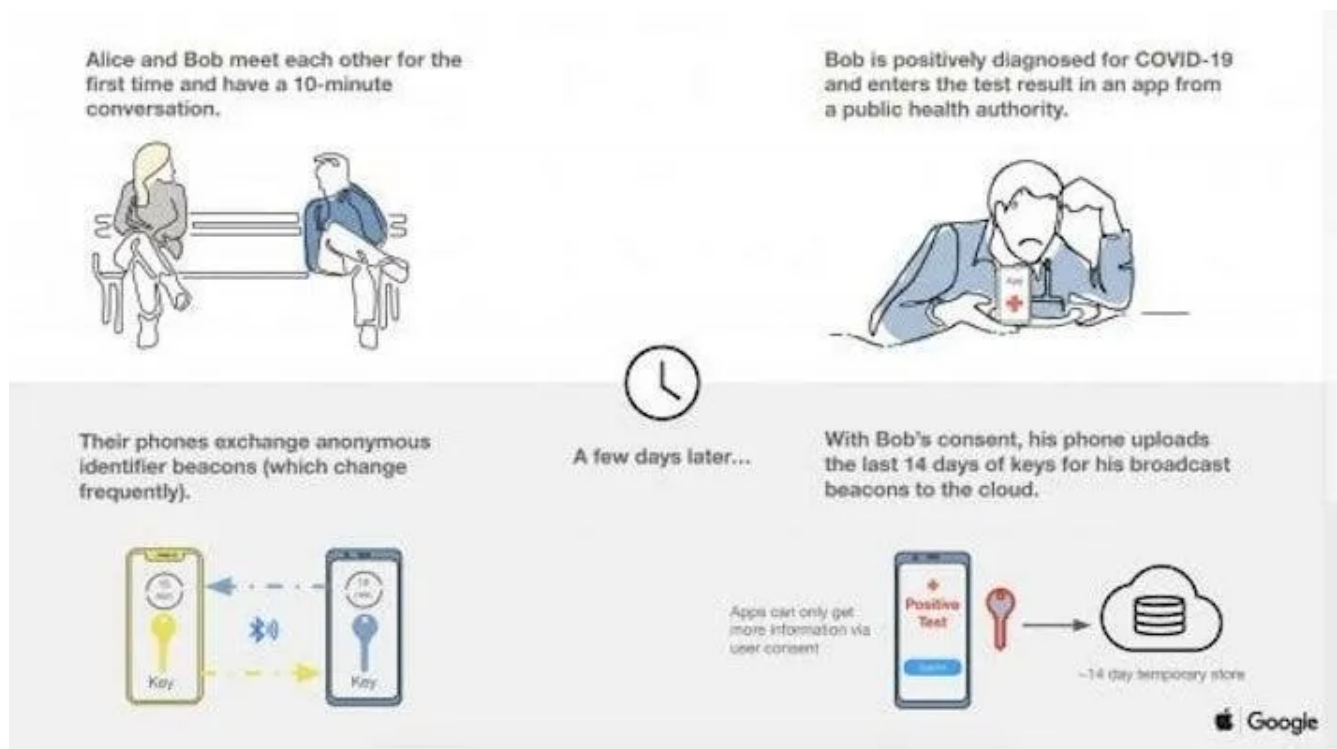 Alice and Bob meet each other for the
first time and have a 10-minute
conversation.
Bob is positively diagnosed for COVID-19
and enters the test result in an app from
a public health authority.
App
Their phones exchange anonymous
identifier beacons (which change
frequently).
A few days later...
With Bob's consent, his phone uploads
the last 14 days of keys for his broadcast
beacons to the cloud.
Key
Key
Apps can only get
more information via
user consent
Positive
Test
~14 day temporary store
Google